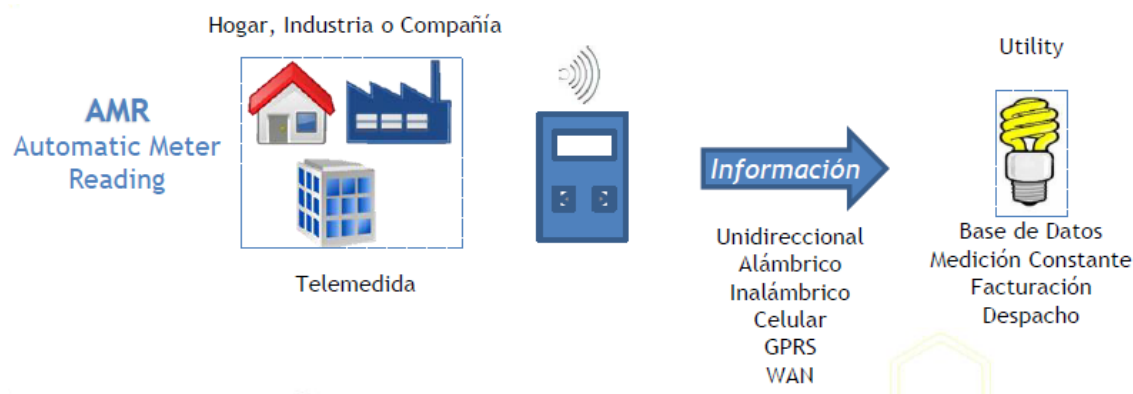 Hogar, Industria o Compañía
Utility
AMR
Automatic Meter
Reading
Información
Telemedida
Unidireccional
Alámbrico
Inalámbrico
Celular
GPRS
WAN
Base de Datos
Medición Constante
Facturación
Despacho